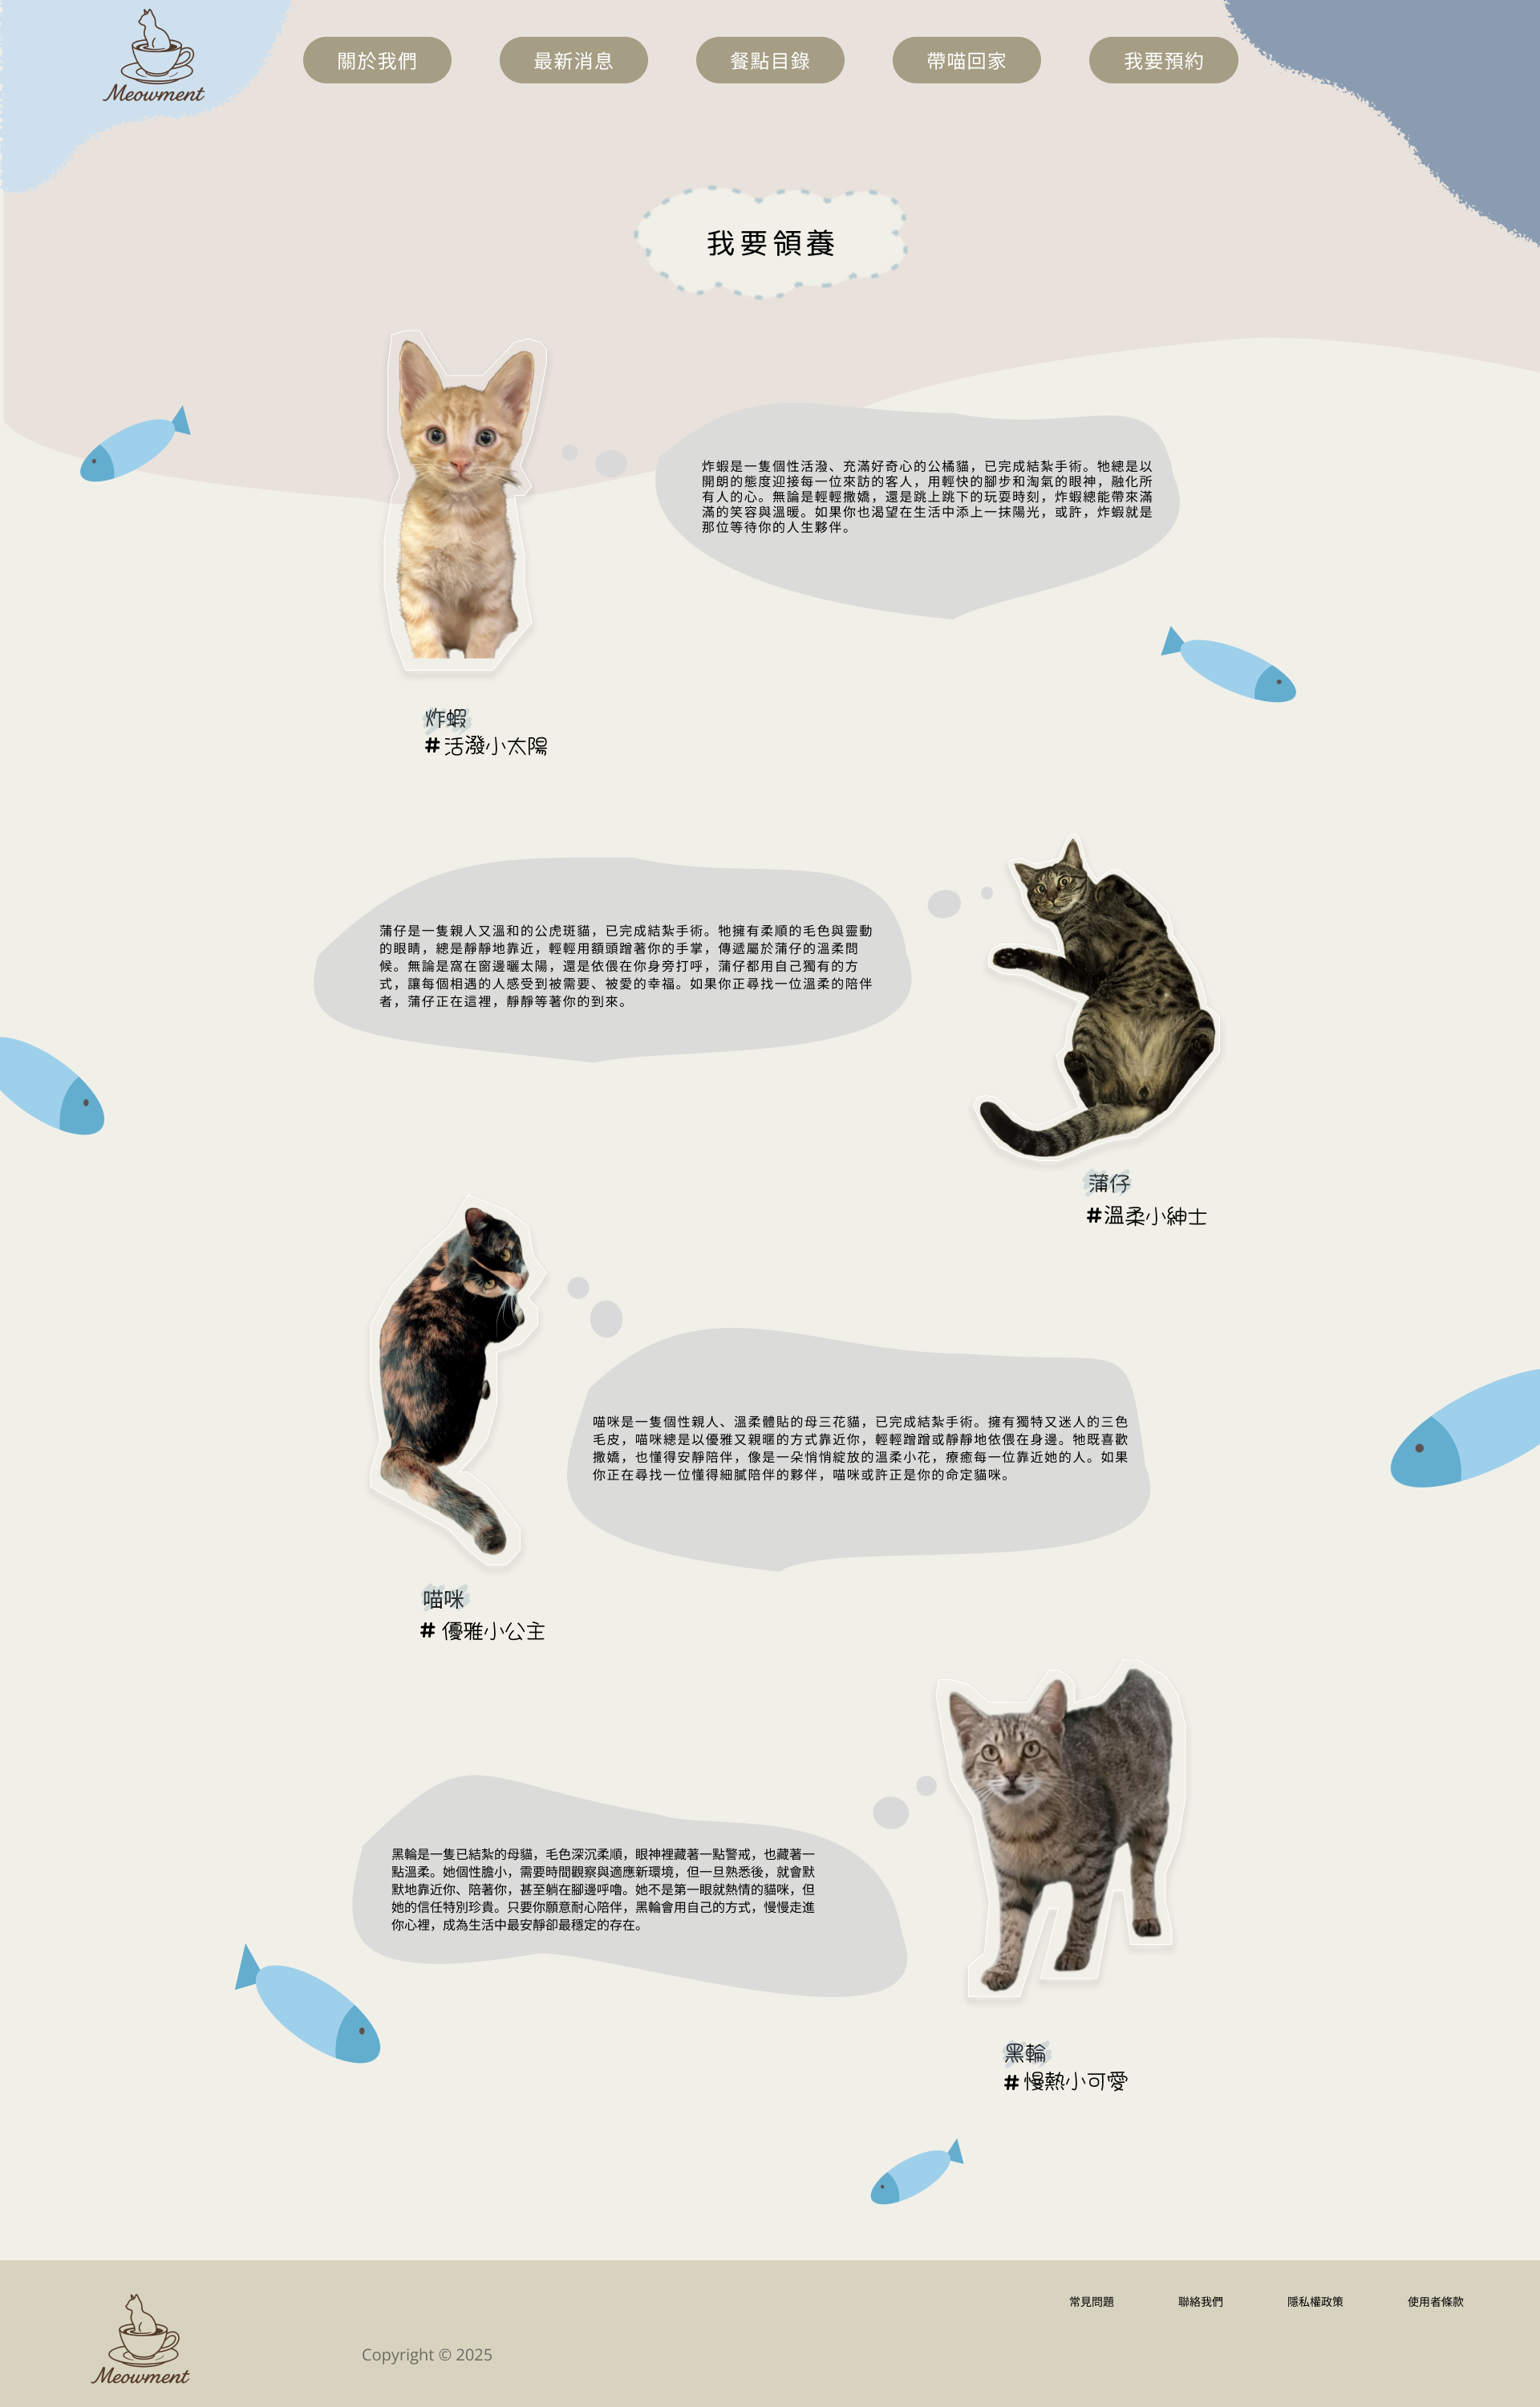 Meowment
關於我們
最新消息
餐點目錄
帶喵回家
我要預約
我要領養
炸蝦是一隻個性活潑、充滿好奇心的公橘貓，已完成結紮手術。牠總是以
開朗的態度迎接每一位來訪的客人，用輕快的腳步和淘氣的眼神，融化所
有人的心。無論是輕輕撒嬌，還是跳上跳下的玩耍時刻，炸蝦總能帶來滿
滿的笑容與溫暖。如果你也渴望在生活中添上一抹陽光，或許，炸蝦就是
那位等待你的人生夥伴。
炸蝦
#活潑小太陽
蒲仔是一隻親人又溫和的公虎斑貓，已完成結紮手術。牠擁有柔順的毛色與靈動
的眼睛，總是靜靜地靠近，輕輕用額頭蹭著你的手掌，傳遞屬於蒲仔的溫柔問
候。無論是窩在窗邊曬太陽，還是依偎在你身旁打呼，蒲仔都用自己獨有的方
式，讓每個相遇的人感受到被需要、被愛的幸福。如果你正尋找一位溫柔的陪伴
者，蒲仔正在這裡，靜靜等著你的到來。
蒲仔
#溫柔小紳士
喵咪是一隻個性親人、溫柔體貼的母三花貓，已完成結紮手術。擁有獨特又迷人的三色
毛皮，喵咪總是以優雅又親暱的方式靠近你，輕輕蹭蹭或靜靜地依偎在身邊。牠既喜歡
撒嬌，也懂得安靜陪伴，像是一朵悄悄綻放的溫柔小花，療癒每一位靠近她的人。如果
你正在尋找一位懂得細膩陪伴的夥伴，喵咪或許正是你的命定貓咪。
喵咪
# 優雅小公主
黑輪是一隻已結紮的母貓，毛色深沉柔順，眼神裡藏著一點警戒，也藏著一
點溫柔。她個性膽小，需要時間觀察與適應新環境，但一旦熟悉後，就會默
默地靠近你、陪著你，甚至躺在腳邊呼嚕。她不是第一眼就熱情的貓咪，但
她的信任特別珍貴。只要你願意耐心陪伴，黑輪會用自己的方式，慢慢走進
你心裡，成為生活中最安靜卻最穩定的存在。
黑輪
#慢熱小可愛
常見問題
聯絡我們
隱私權政策
使用者條款
Meowment
Copyright © 2025